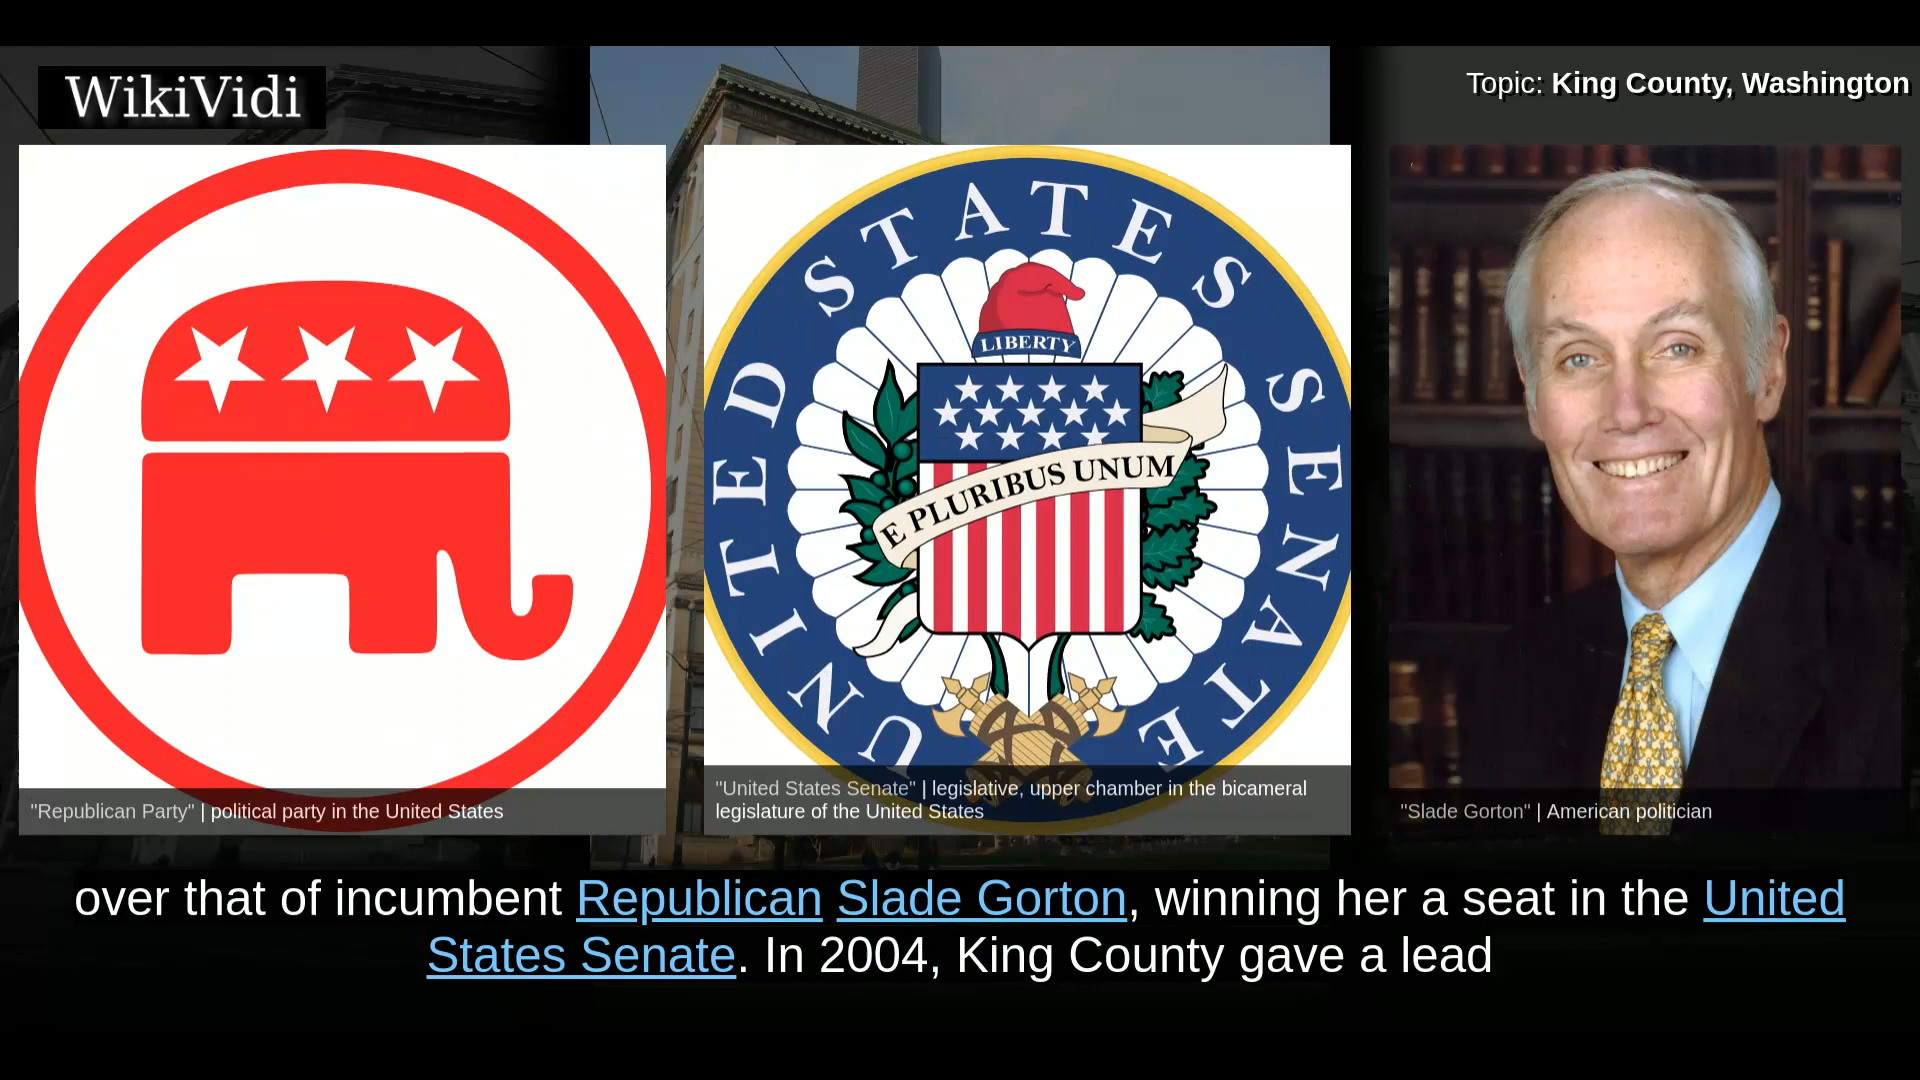 WikiVidi
Topic: King County, Washington
UNITED STATES SENATE
LIBERTY
E PLURIBUS UNUM
"Republican Party" | political party in the United States
"United States Senate" | legislative, upper chamber in the bicameral
legislature of the United States
"Slade Gorton" | American politician
over that of incumbent Republican Slade Gorton, winning her a seat in the United
States Senate. In 2004, King County gave a lead